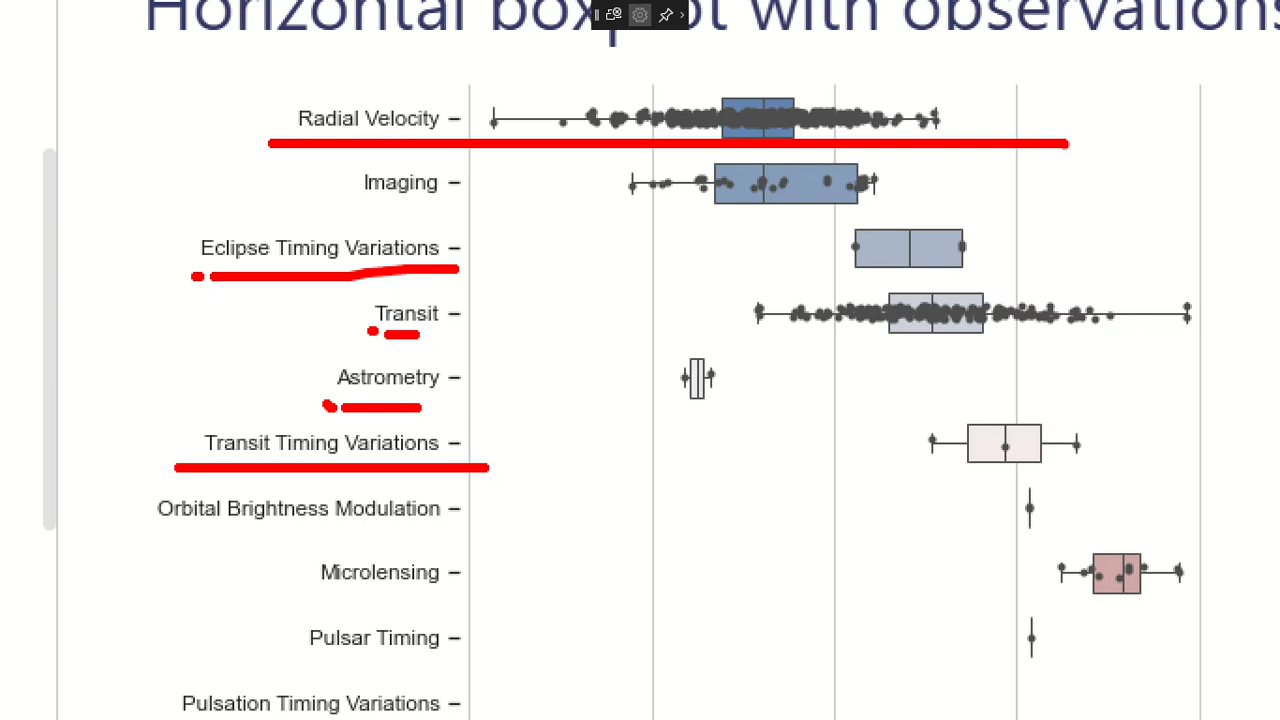 Horizontal boxplot with observations
Radial Velocity
Imaging
Eclipse Timing Variations
Transit
Astrometry
Transit Timing Variations
Orbital Brightness Modulation
Microlensing
Pulsar Timing
Pulsation Timing Variations